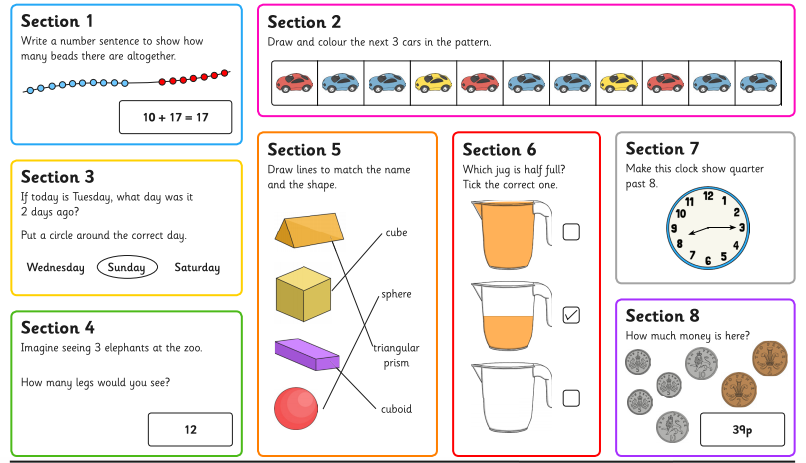 Section 1
Write a number sentence to show how
many beads there are altogether.
10 + 17 = 17
Section 2
Draw and colour the next 3 cars in the pattern.
Section 3
If today is Tuesday, what day was it
2 days ago?
Put a circle around the correct day.
Wednesday Sunday Saturday
Section 4
Imagine seeing 3 elephants at the zoo.
How many legs would you see?
12
Section 5
Draw lines to match the name
and the shape.
cube
sphere
triangular
prism
cuboid
Section 6
Which jug is half full?
Tick the correct one.
Section 7
Make this clock show quarter
past 8.
12
1
2
3
4
5
6
7
8
9
10
11
Section 8
How much money is here?
39p